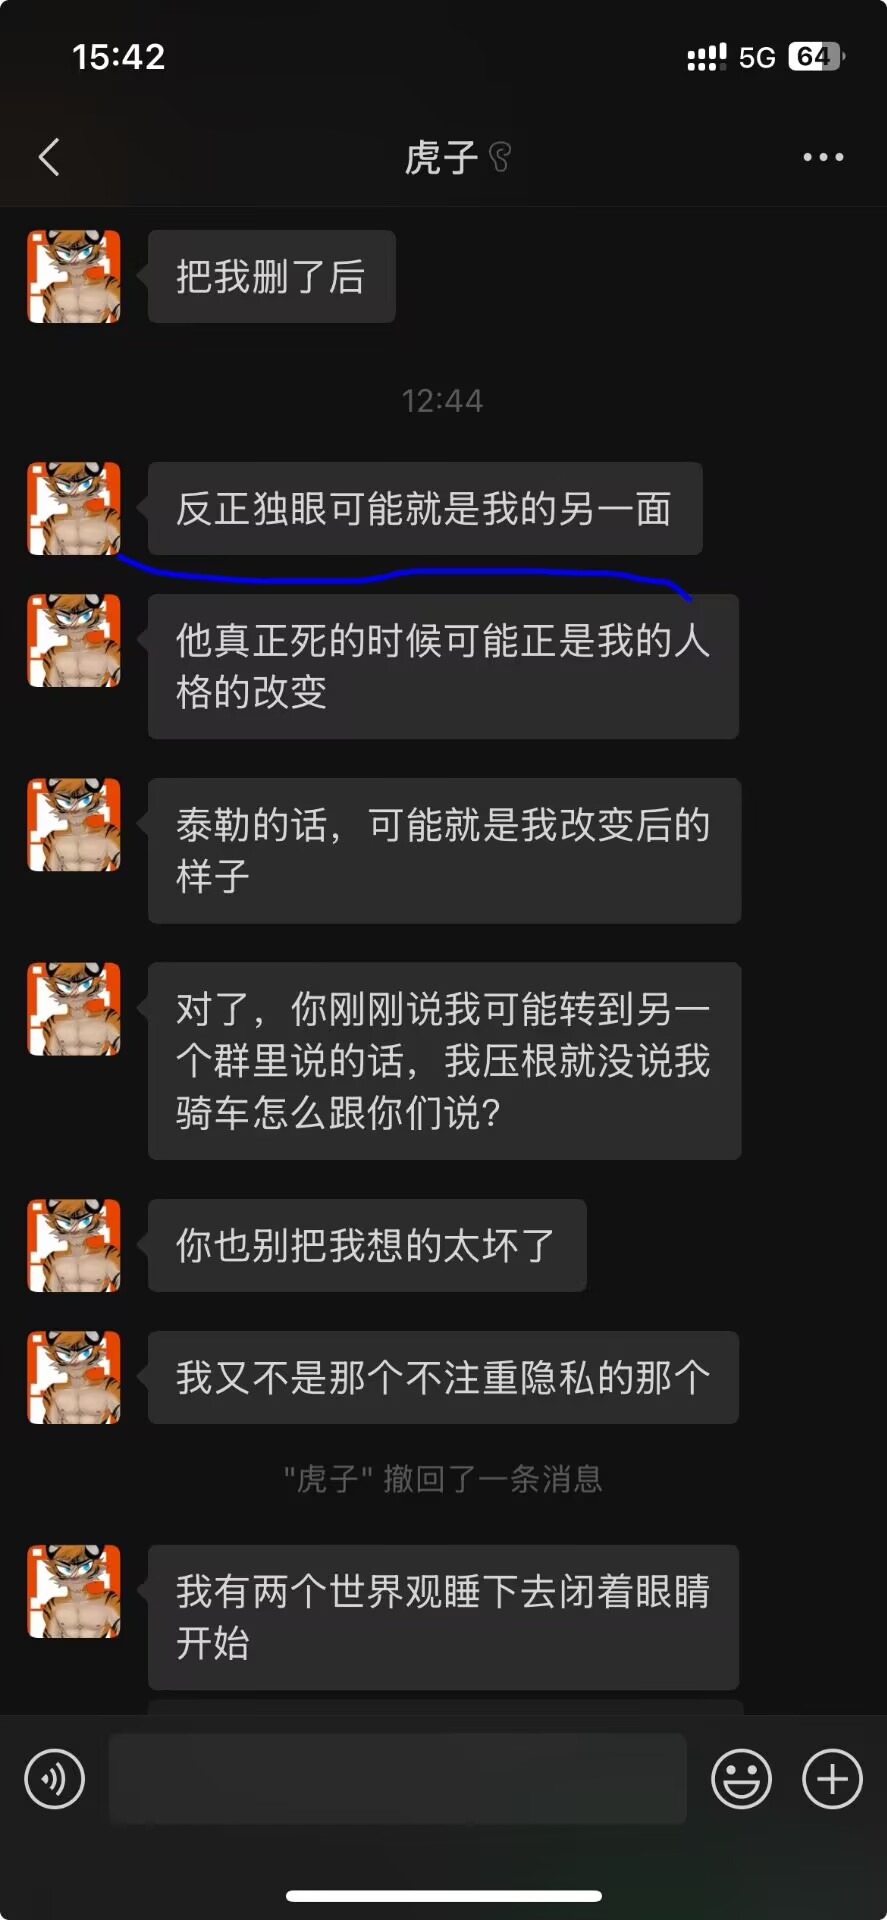 15:42
5G
64
虎子
把我删了后
12:44
反正独眼可能就是我的另一面
他真正死的时候可能正是我的人
格的改变
泰勒的话，可能就是我改变后的
样子
对了，你刚刚说我可能转到另一
个群里说的话，我压根就没说我
骑车怎么跟你们说？
你也别把我想的太坏了
我又不是那个不注重隐私的那个
"虎子" 撤回了一条消息
我有两个世界观睡下去闭着眼睛
开始